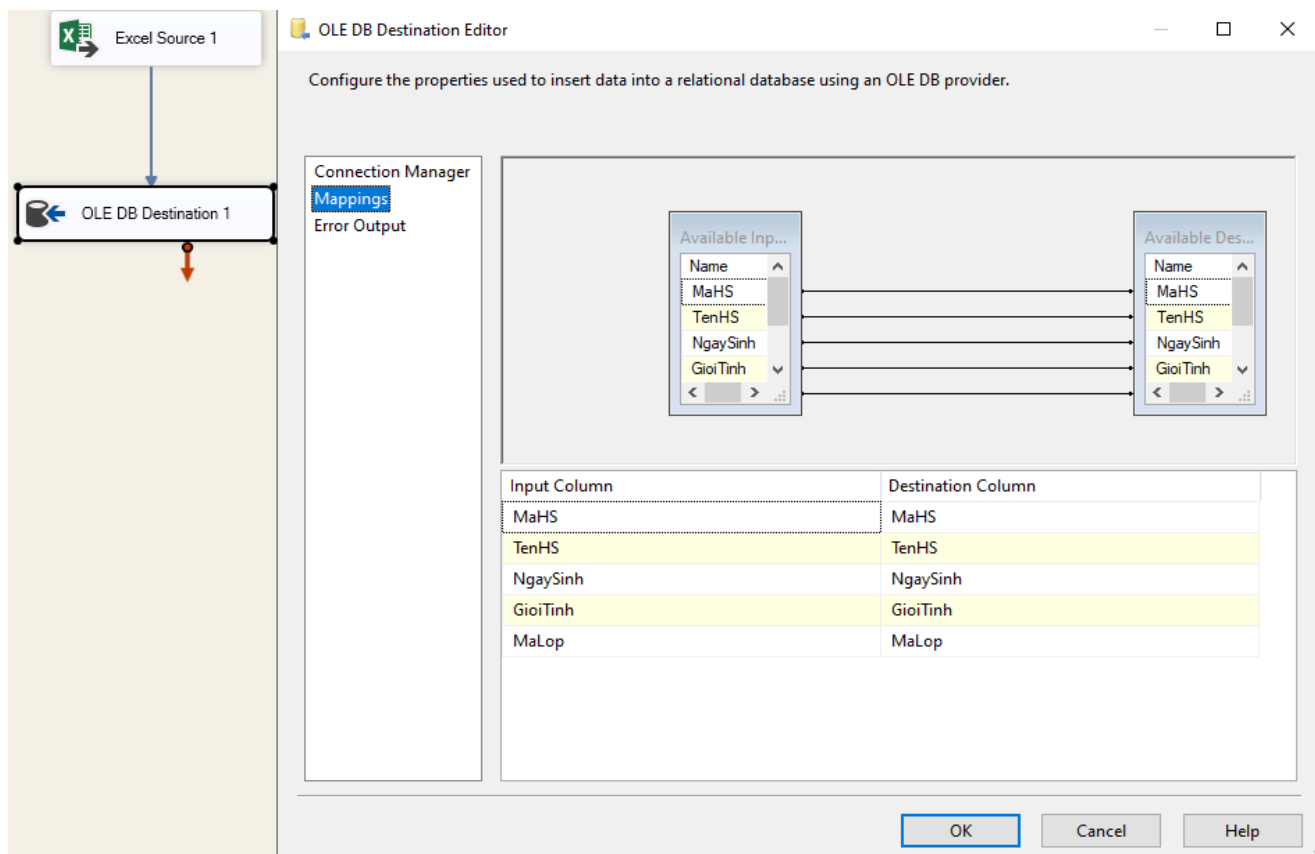 Excel Source 1
OLE DB Destination 1
OLE DB Destination Editor
Configure the properties used to insert data into a relational database using an OLE DB provider.
Connection Manager
Mappings
Error Output
Available Inp...
Name
MaHS
TenHS
NgaySinh
GioiTinh
Available Des...
Name
MaHS
TenHS
NgaySinh
GioiTinh
Input Column Destination Column
MaHS MaHS
TenHS TenHS
NgaySinh NgaySinh
GioiTinh GioiTinh
MaLop MaLop
OK Cancel Help